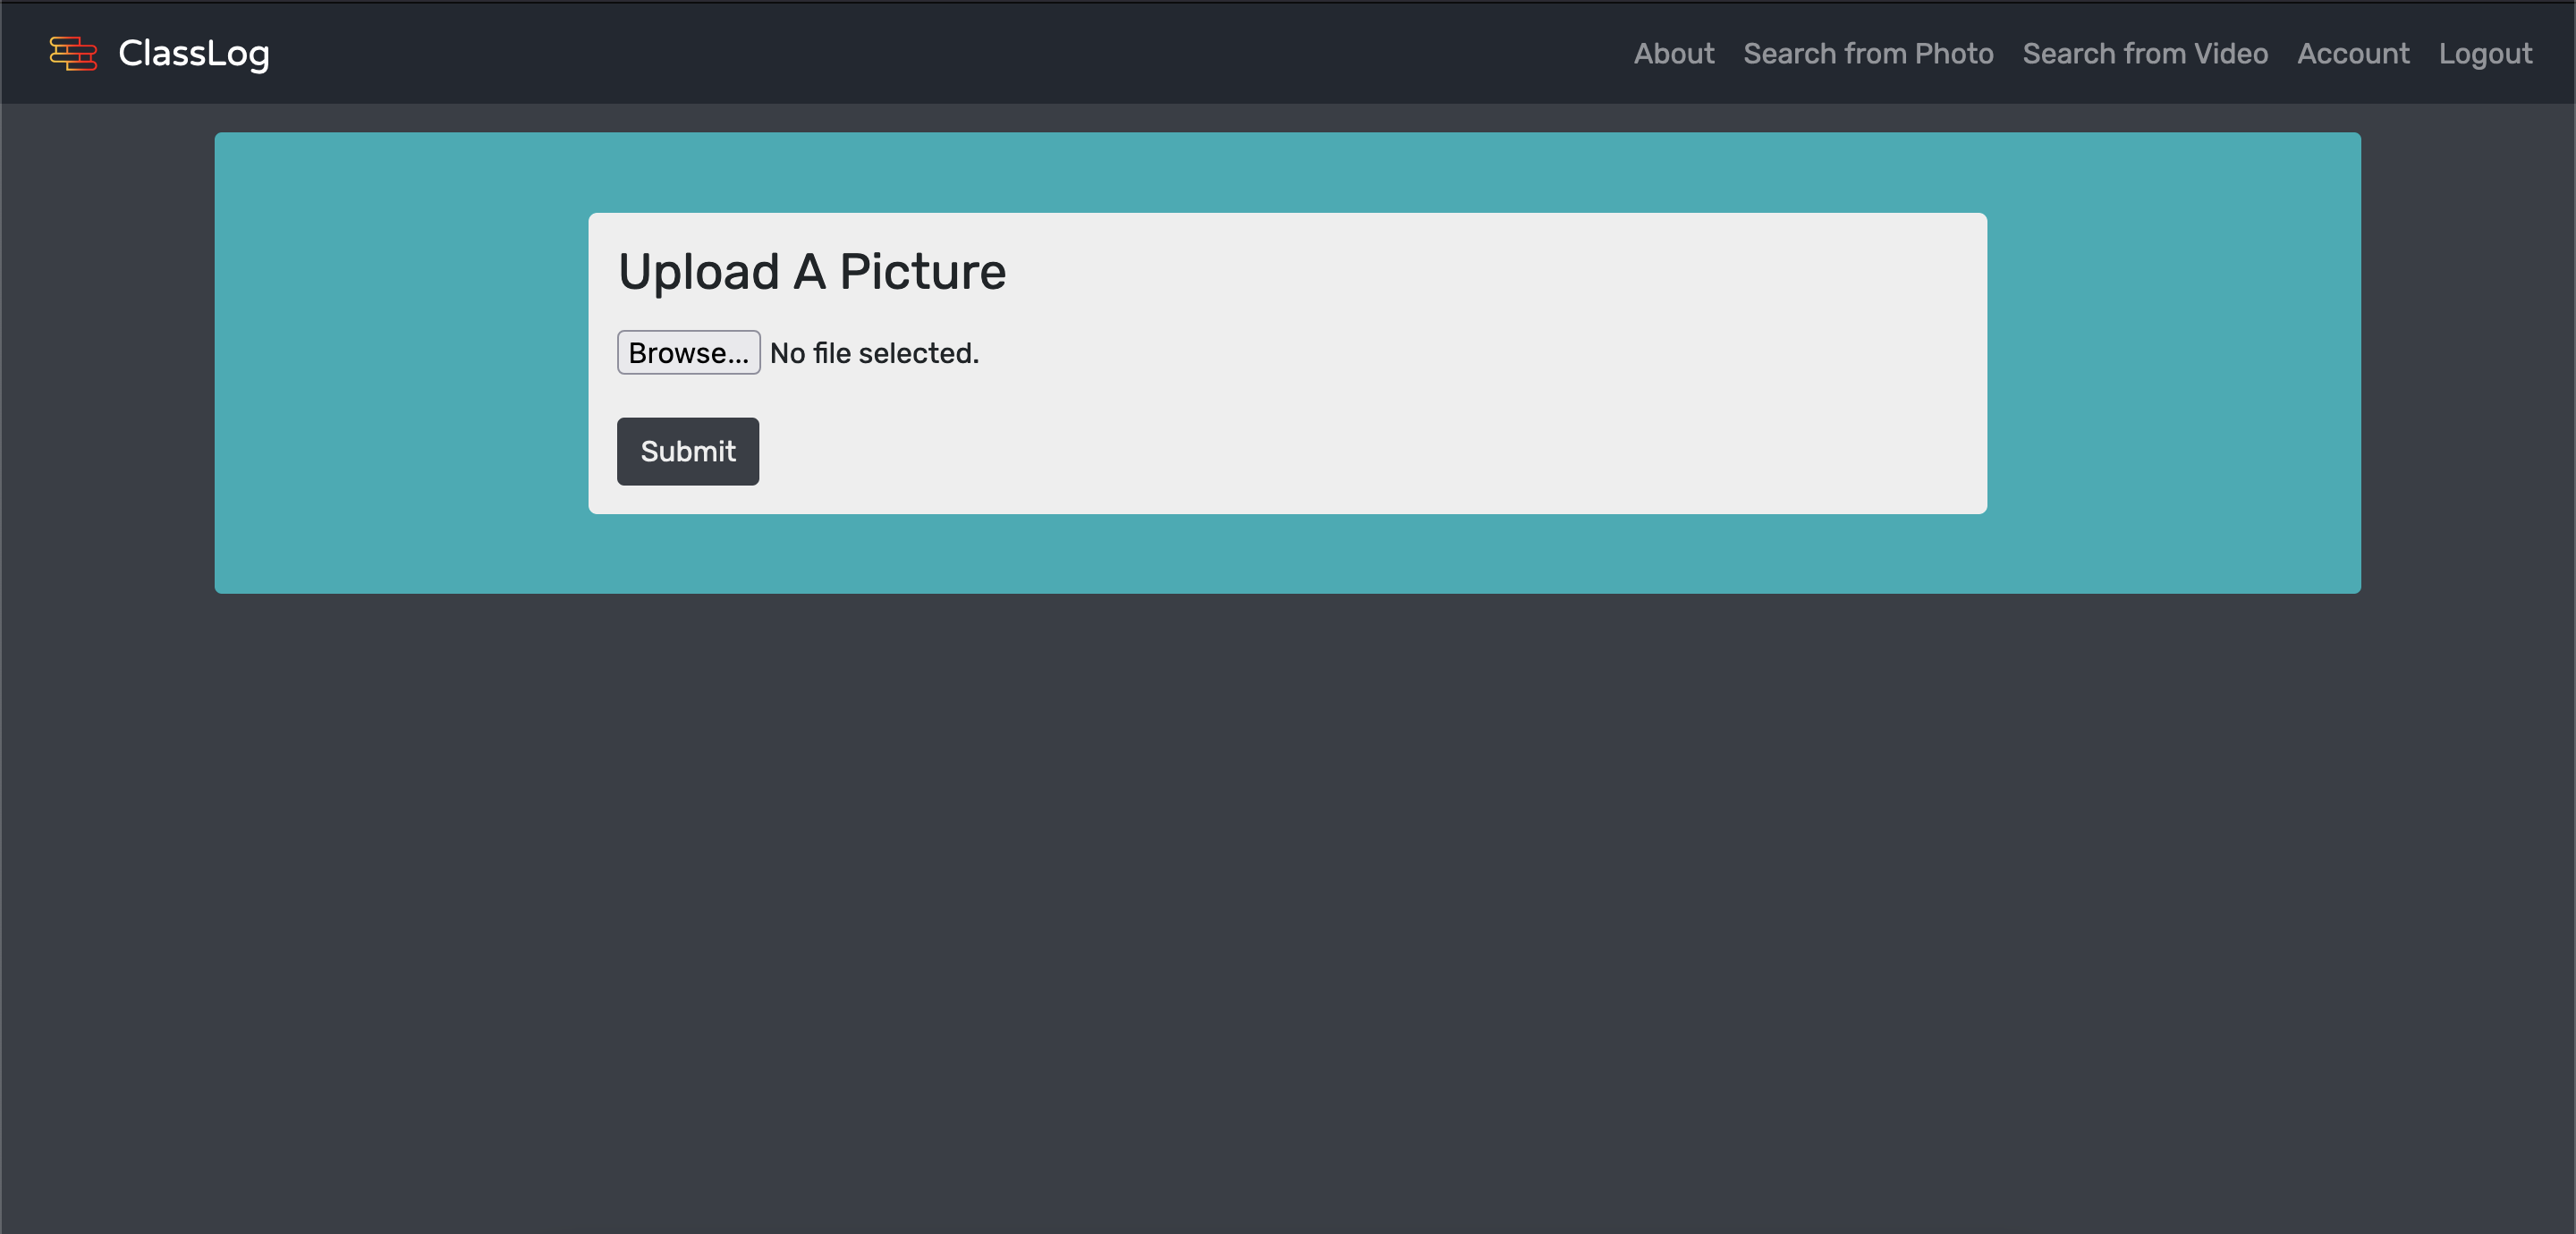 ClassLog
About Search from Photo Search from Video Account Logout
Upload A Picture
Browse... No file selected.
Submit